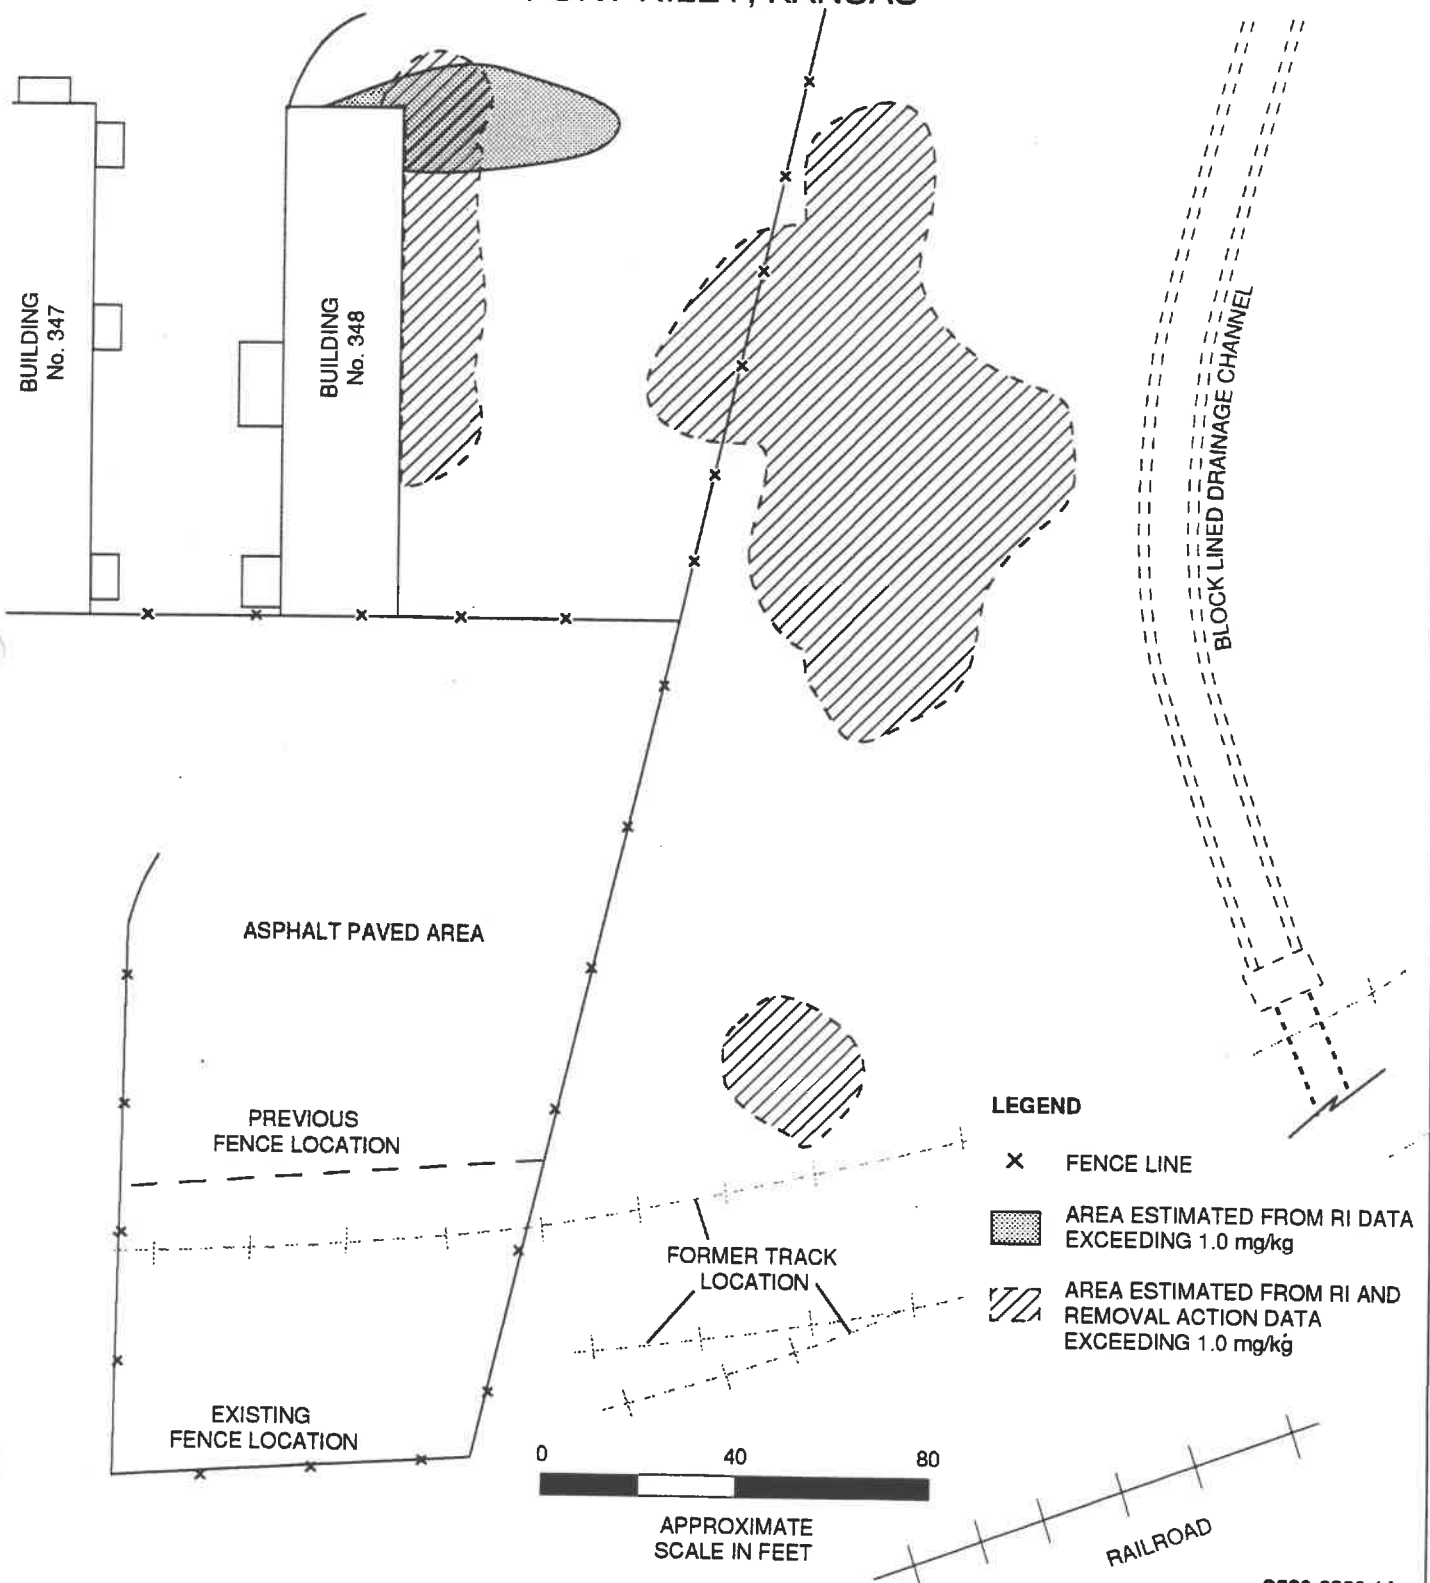 BUILDING
No. 347
BUILDING
No. 348
BLOCK LINED DRAINAGE CHANNEL
ASPHALT PAVED AREA
PREVIOUS
FENCE LOCATION
LEGEND
FENCE LINE
AREA ESTIMATED FROM RI DATA
EXCEEDING 1.0 mg/kg
AREA ESTIMATED FROM RI AND
REMOVAL ACTION DATA
EXCEEDING 1.0 mg/kg
FORMER TRACK
LOCATION
EXISTING
FENCE LOCATION
0 40 80
APPROXIMATE
SCALE IN FEET
RAILROAD